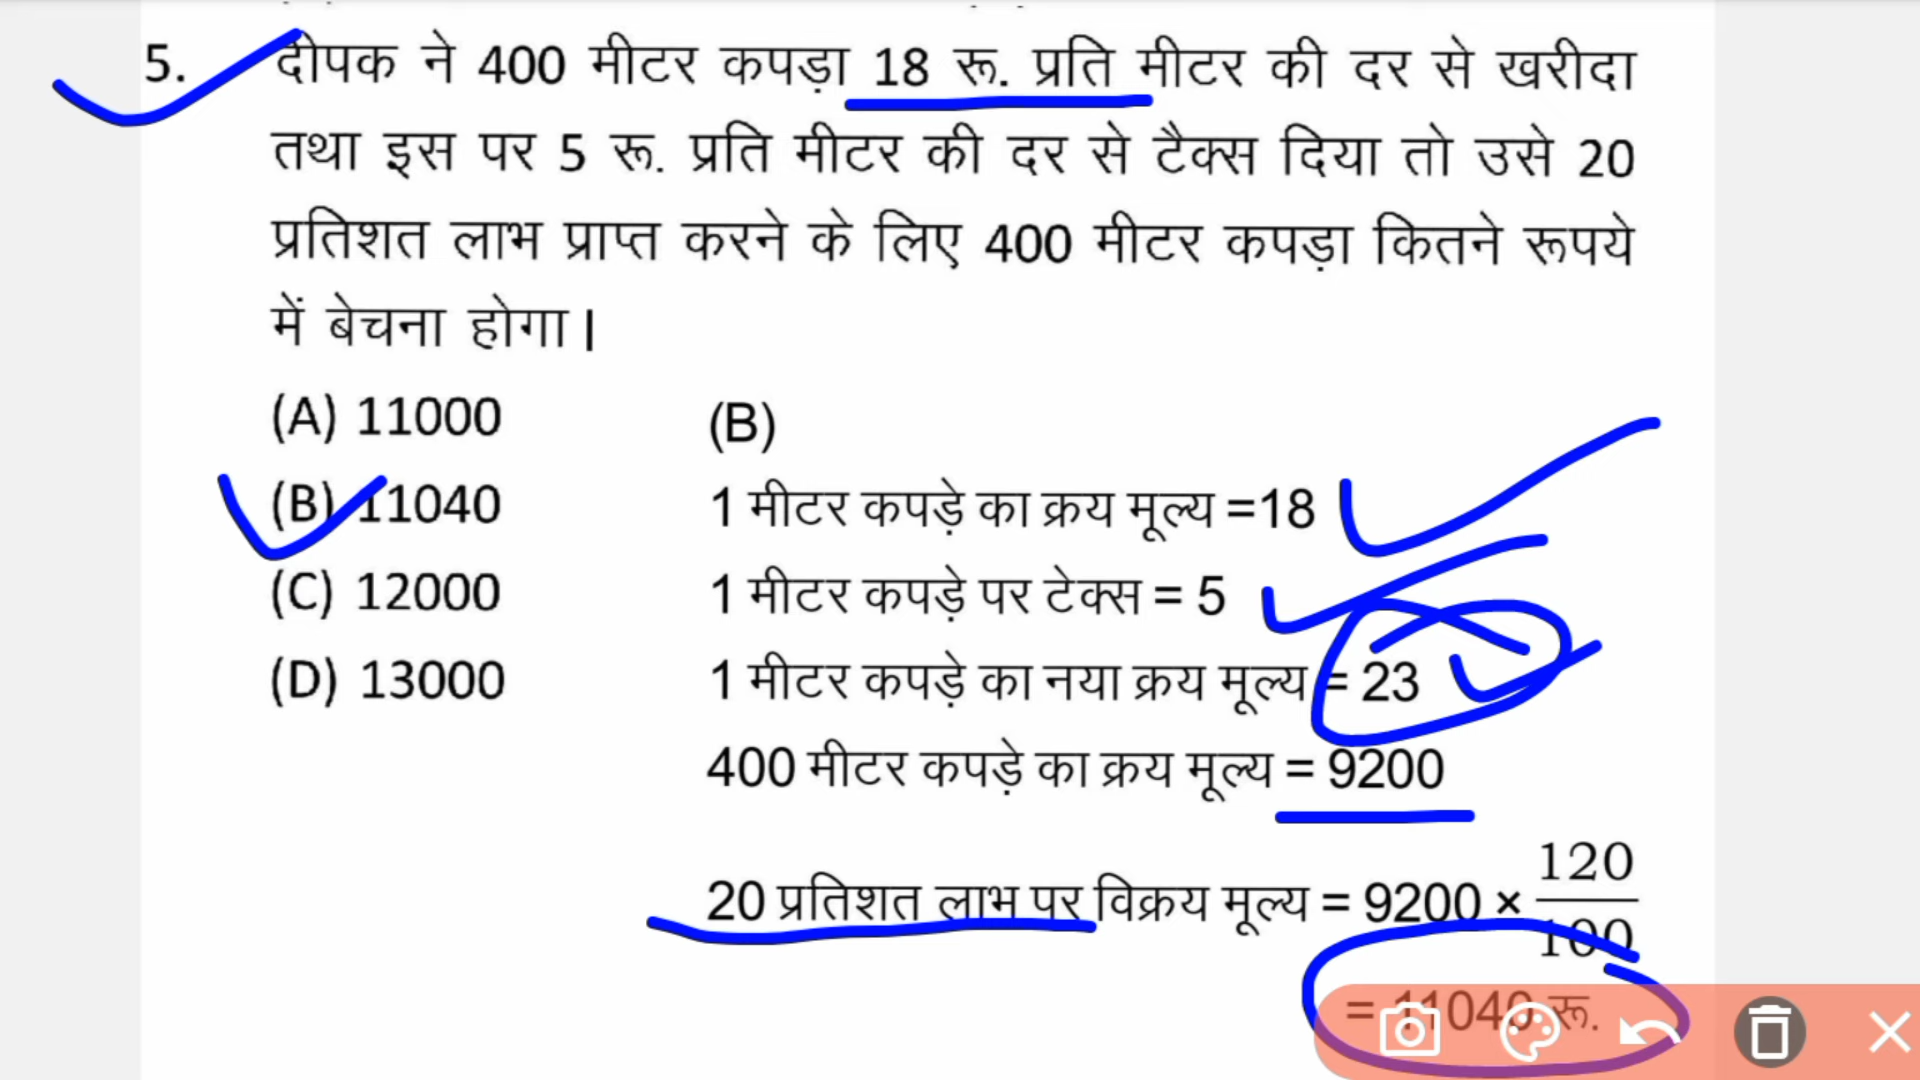 5. दीपक ने 400 मीटर कपड़ा 18 रू. प्रति मीटर की दर से खरीदा
तथा इस पर 5 रू. प्रति मीटर की दर से टैक्स दिया तो उसे 20
प्रतिशत लाभ प्राप्त करने के लिए 400 मीटर कपड़ा कितने रूपये
में बेचना होगा।
(A) 11000
(B) 11040
(C) 12000
(D) 13000
(B)
1 मीटर कपड़े का क्रय मूल्य =18
1 मीटर कपड़े पर टेक्स = 5
1 मीटर कपड़े का नया क्रय मूल्य = 23
400 मीटर कपड़े का क्रय मूल्य = 9200
20 प्रतिशत लाभ पर विक्रय मूल्य = 9200 × 120/100
= 11040 रू.